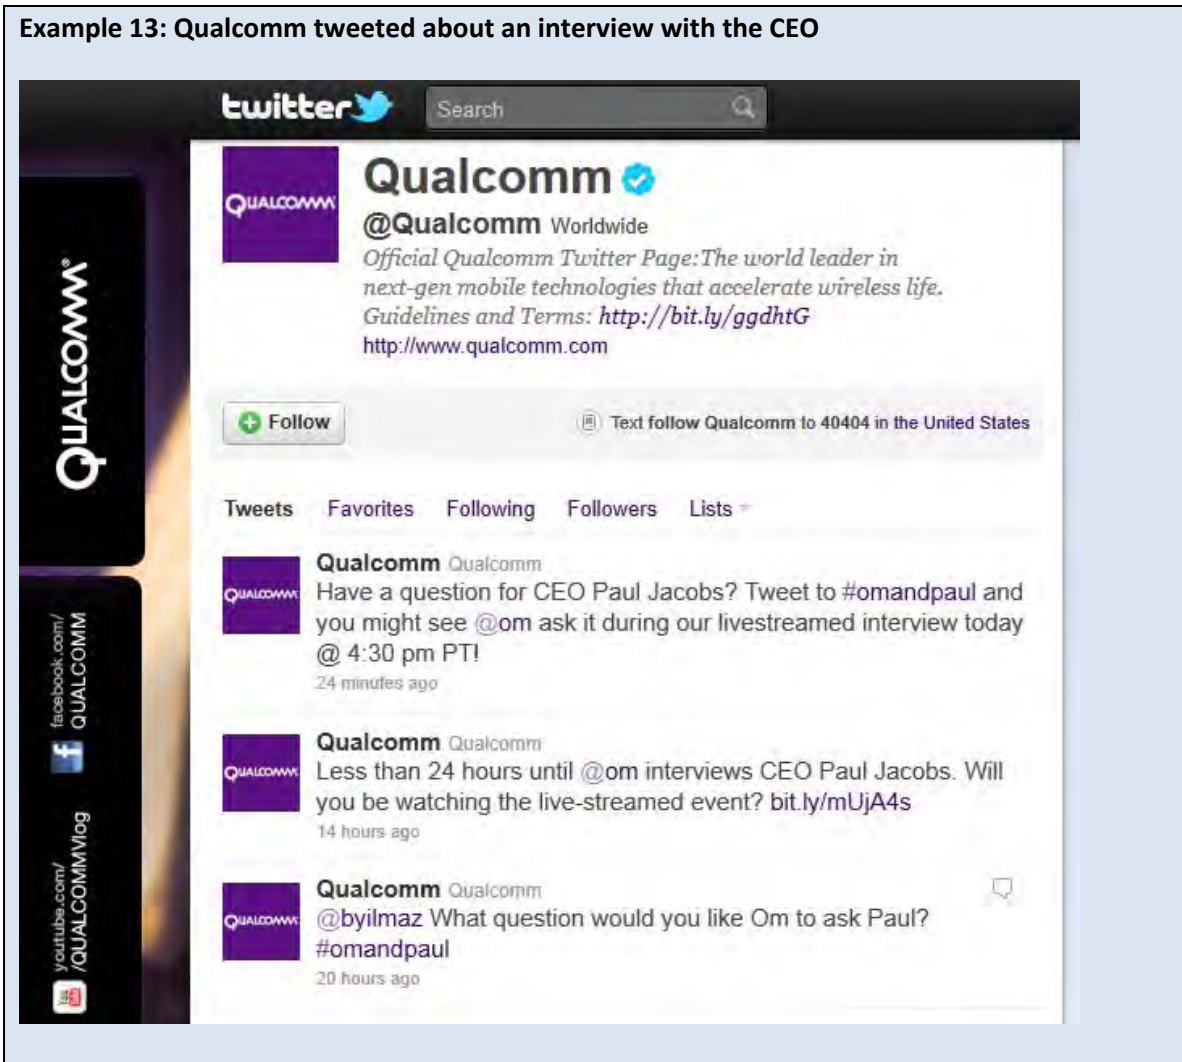 Example 13: Qualcomm tweeted about an interview with the CEO
twitter
Search
QUALCOMM
Qualcomm
@Qualcomm Worldwide
Official Qualcomm Twitter Page:The world leader in
next-gen mobile technologies that accelerate wireless life.
Guidelines and Terms: http://bit.ly/ggdhtG
http://www.qualcomm.com
Follow
Text follow Qualcomm to 40404 in the United States
Tweets Favorites Following Followers Lists
QUALCOMM
Qualcomm Qualcomm
Have a question for CEO Paul Jacobs? Tweet to #omandpaul and
you might see @om ask it during our livestreamed interview today
@ 4:30 pm PT!
24 minutes ago
QUALCOMM
Qualcomm Qualcomm
Less than 24 hours until @om interviews CEO Paul Jacobs. Will
you be watching the live-streamed event? bit.ly/mUjA4s
14 hours ago
QUALCOMM
Qualcomm Qualcomm
@byilmaz What question would you like Om to ask Paul?
#omandpaul
20 hours ago
QUALCOMM
f
facebook.com/
QUALCOMM
You
youtube.com/
/QUALCOMMVlog